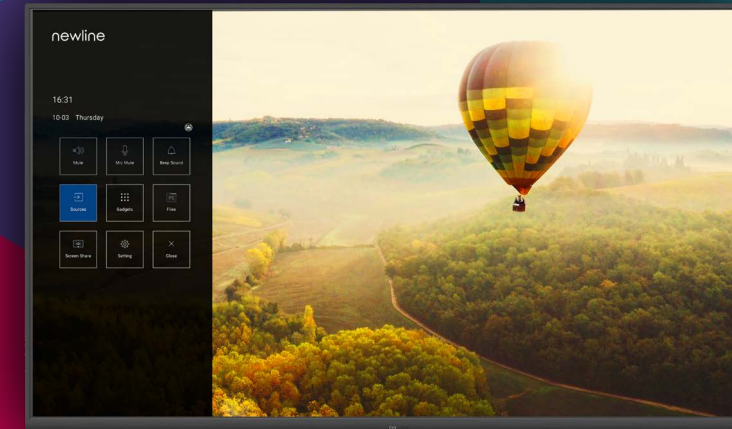 newline
16:31
10-03 Thursday
Mute
Mic Mute
Beep Sound
Sources
Gadgets
Files
Screen Share
Setting
Close